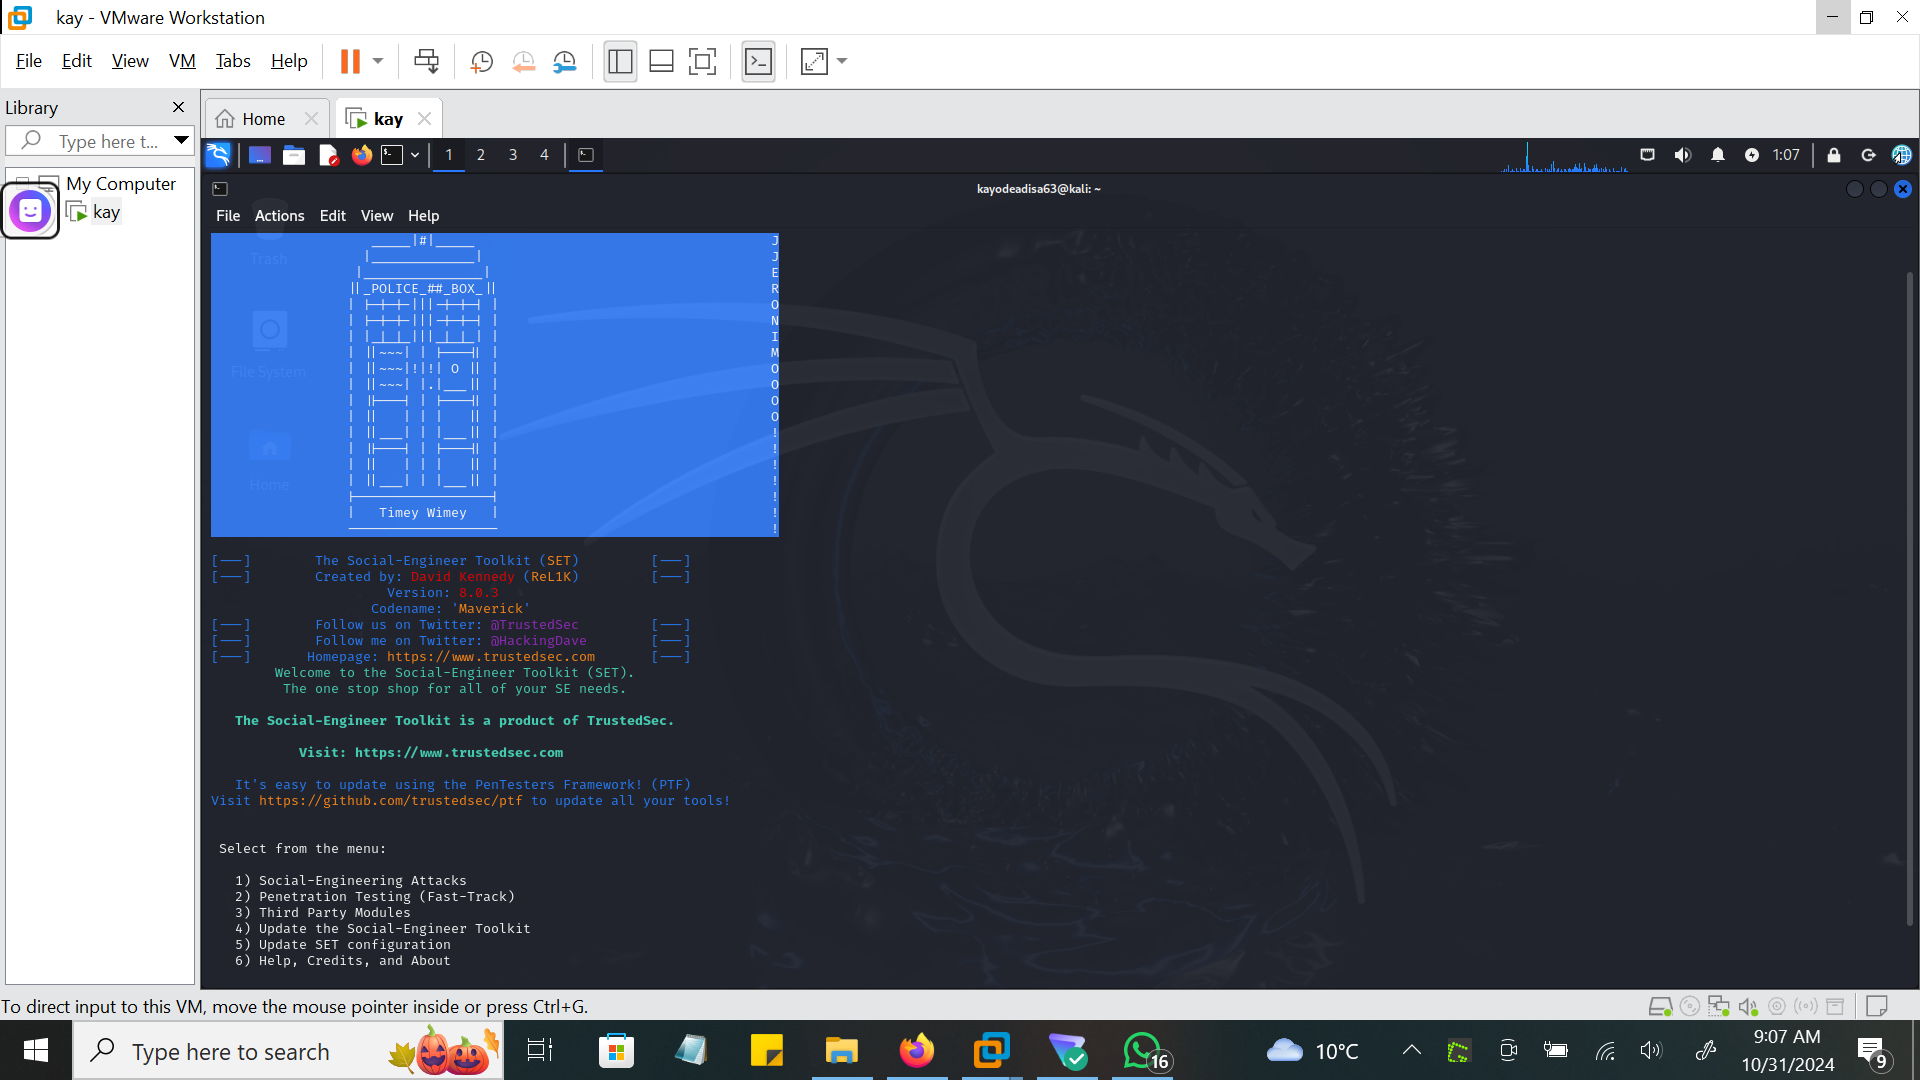 kay - VMware Workstation
File Edit View VM Tabs Help
Library
Home
kay
Type here t...
My Computer
kay
1 2 3 4
1:07
kayodeadisa63@kali: ~
File Actions Edit View Help
Trash
File System
Home
_POLICE_##_BOX_
Timey Wimey
J
J
E
R
O
N
I
M
O
O
O
O
!
!
!
!
!
!
!
[---] The Social-Engineer Toolkit (SET) [---]
[---] Created by: David Kennedy (ReL1K) [---]
Version: 8.0.3
Codename: 'Maverick'
[---] Follow us on Twitter: @TrustedSec [---]
[---] Follow me on Twitter: @HackingDave [---]
[---] Homepage: https://www.trustedsec.com [---]
Welcome to the Social-Engineer Toolkit (SET).
The one stop shop for all of your SE needs.
The Social-Engineer Toolkit is a product of TrustedSec.
Visit: https://www.trustedsec.com
It's easy to update using the PenTesters Framework! (PTF)
Visit https://github.com/trustedsec/ptf to update all your tools!
Select from the menu:
1) Social-Engineering Attacks
2) Penetration Testing (Fast-Track)
3) Third Party Modules
4) Update the Social-Engineer Toolkit
5) Update SET configuration
6) Help, Credits, and About
To direct input to this VM, move the mouse pointer inside or press Ctrl+G.
Type here to search
16
10°C
9:07 AM
10/31/2024
9